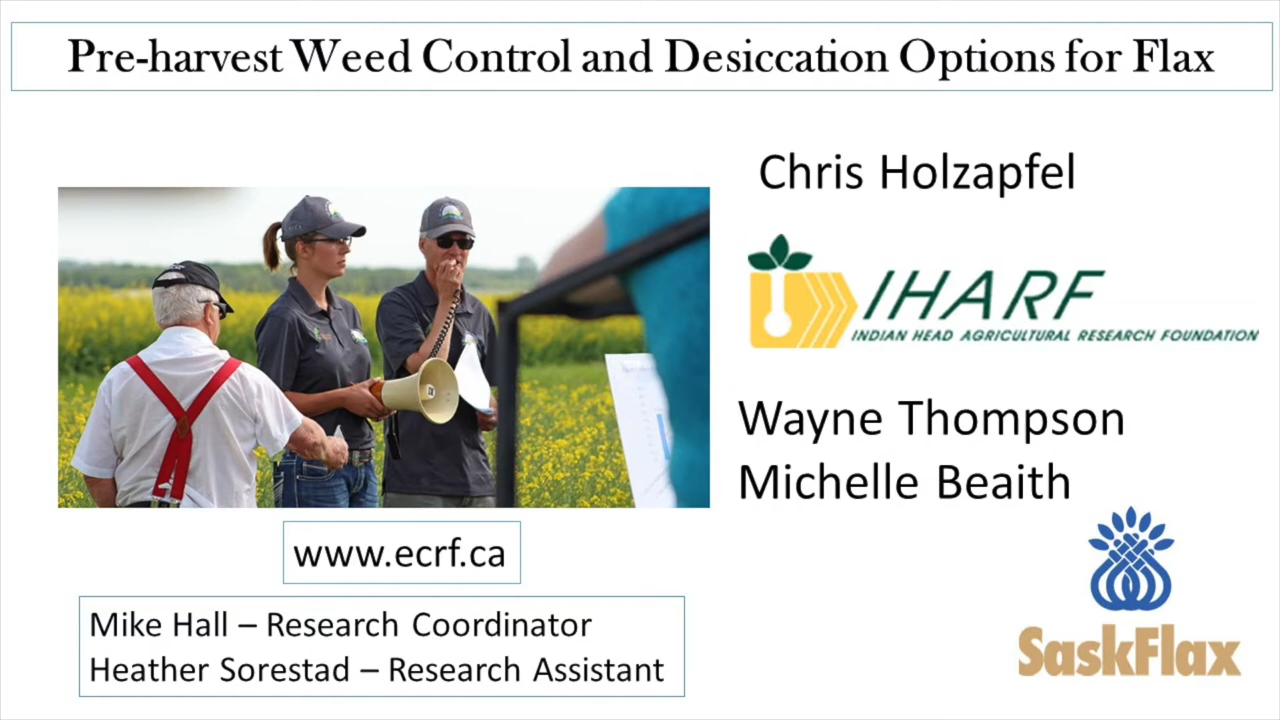 Pre-harvest Weed Control and Desiccation Options for Flax
Chris Holzapfel
IHARF
INDIAN HEAD AGRICULTURAL RESEARCH FOUNDATION
Wayne Thompson
Michelle Beaith
www.ecrf.ca
Mike Hall – Research Coordinator
Heather Sorestad – Research Assistant
SaskFlax